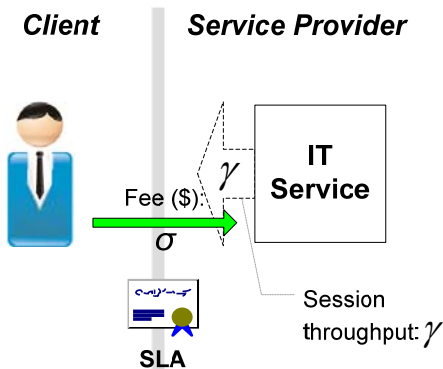 Client
Service Provider
IT
Service
γ
Fee ($):
σ
Session
throughput: γ
SLA